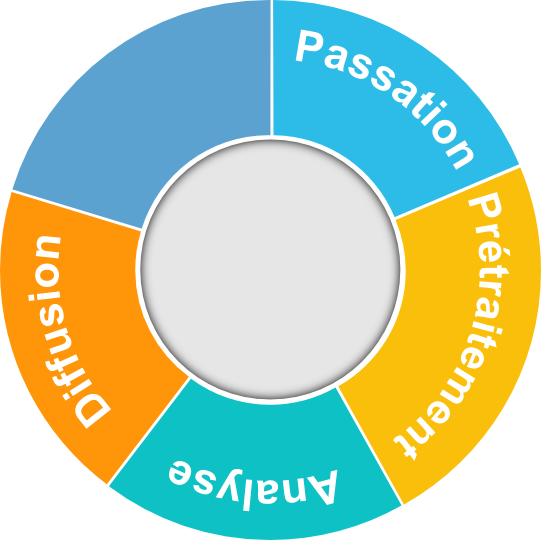 Passation
Prétraitement
Analyse
Diffusion